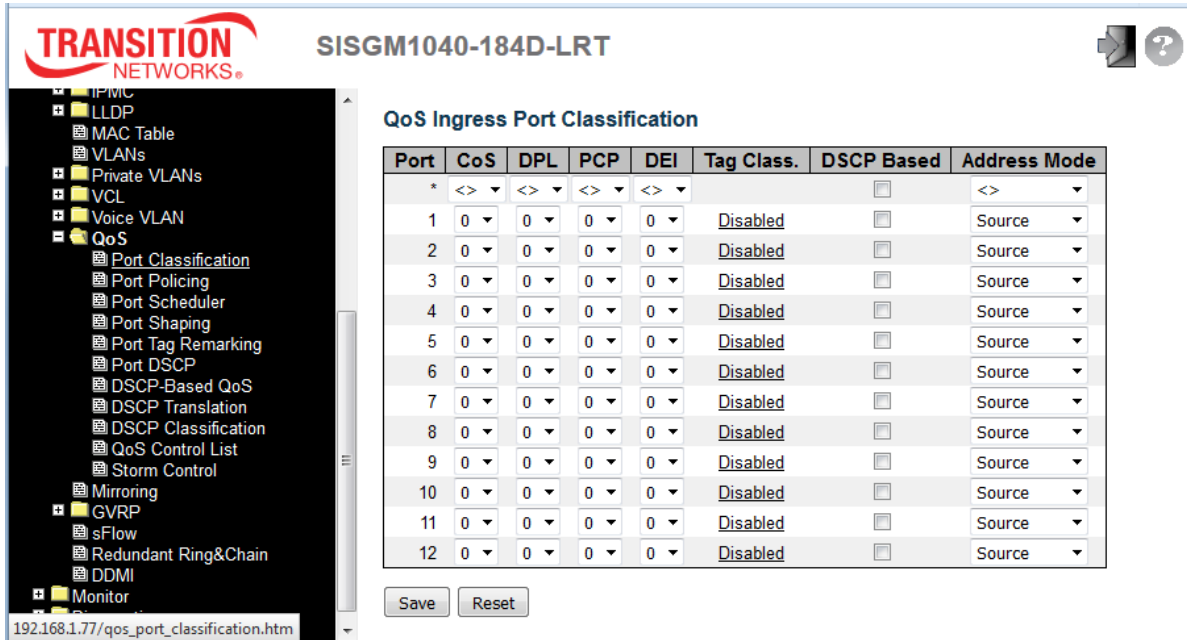 TRANSITION
NETWORKS®
SISGM1040-184D-LRT
IPMC
LLDP
MAC Table
VLANs
Private VLANs
VCL
Voice VLAN
QoS
Port Classification
Port Policing
Port Scheduler
Port Shaping
Port Tag Remarking
Port DSCP
DSCP-Based QoS
DSCP Translation
DSCP Classification
QoS Control List
Storm Control
Mirroring
GVRP
sFlow
Redundant Ring&Chain
DDMI
Monitor
192.168.1.77/qos_port_classification.htm
QoS Ingress Port Classification
Port CoS DPL PCP DEI Tag Class. DSCP Based Address Mode
* <> <> <> <> <>
1 0 0 0 0 Disabled Source
2 0 0 0 0 Disabled Source
3 0 0 0 0 Disabled Source
4 0 0 0 0 Disabled Source
5 0 0 0 0 Disabled Source
6 0 0 0 0 Disabled Source
7 0 0 0 0 Disabled Source
8 0 0 0 0 Disabled Source
9 0 0 0 0 Disabled Source
10 0 0 0 0 Disabled Source
11 0 0 0 0 Disabled Source
12 0 0 0 0 Disabled Source
Save Reset